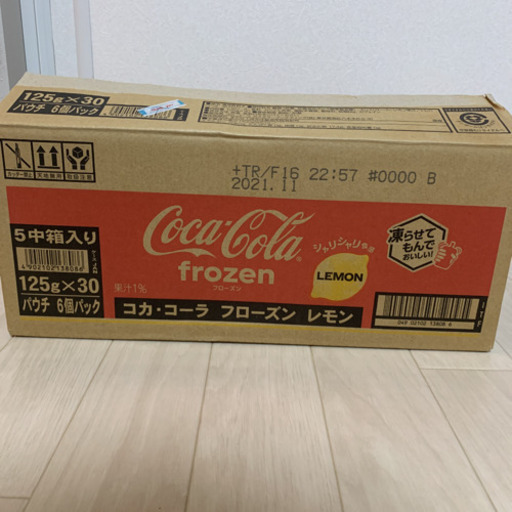 125g×30
パウチ 6個パック
+TR/F16 22:57 #0000 B
2021.11
5中箱入り
4902102138086
125g×30
パウチ 6個パック
Coca-Cola
frozen
フローズン
果汁1%
シャリシャリ食感
LEMON
凍らせて
もんで
おいしい!
コカ・コーラ フローズン レモン